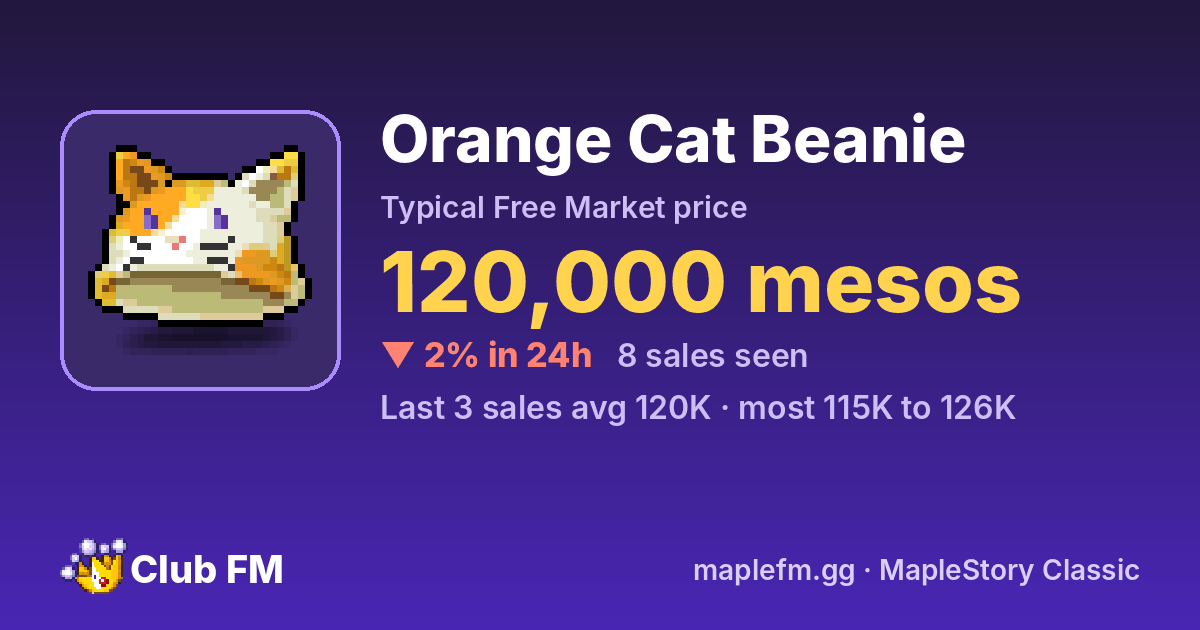 Orange Cat Beanie
Typical Free Market price
120,000 mesos
▼ 2% in 24h 8 sales seen
Last 3 sales avg 120K · most 115K to 126K
Club FM
maplefm.gg · MapleStory Classic